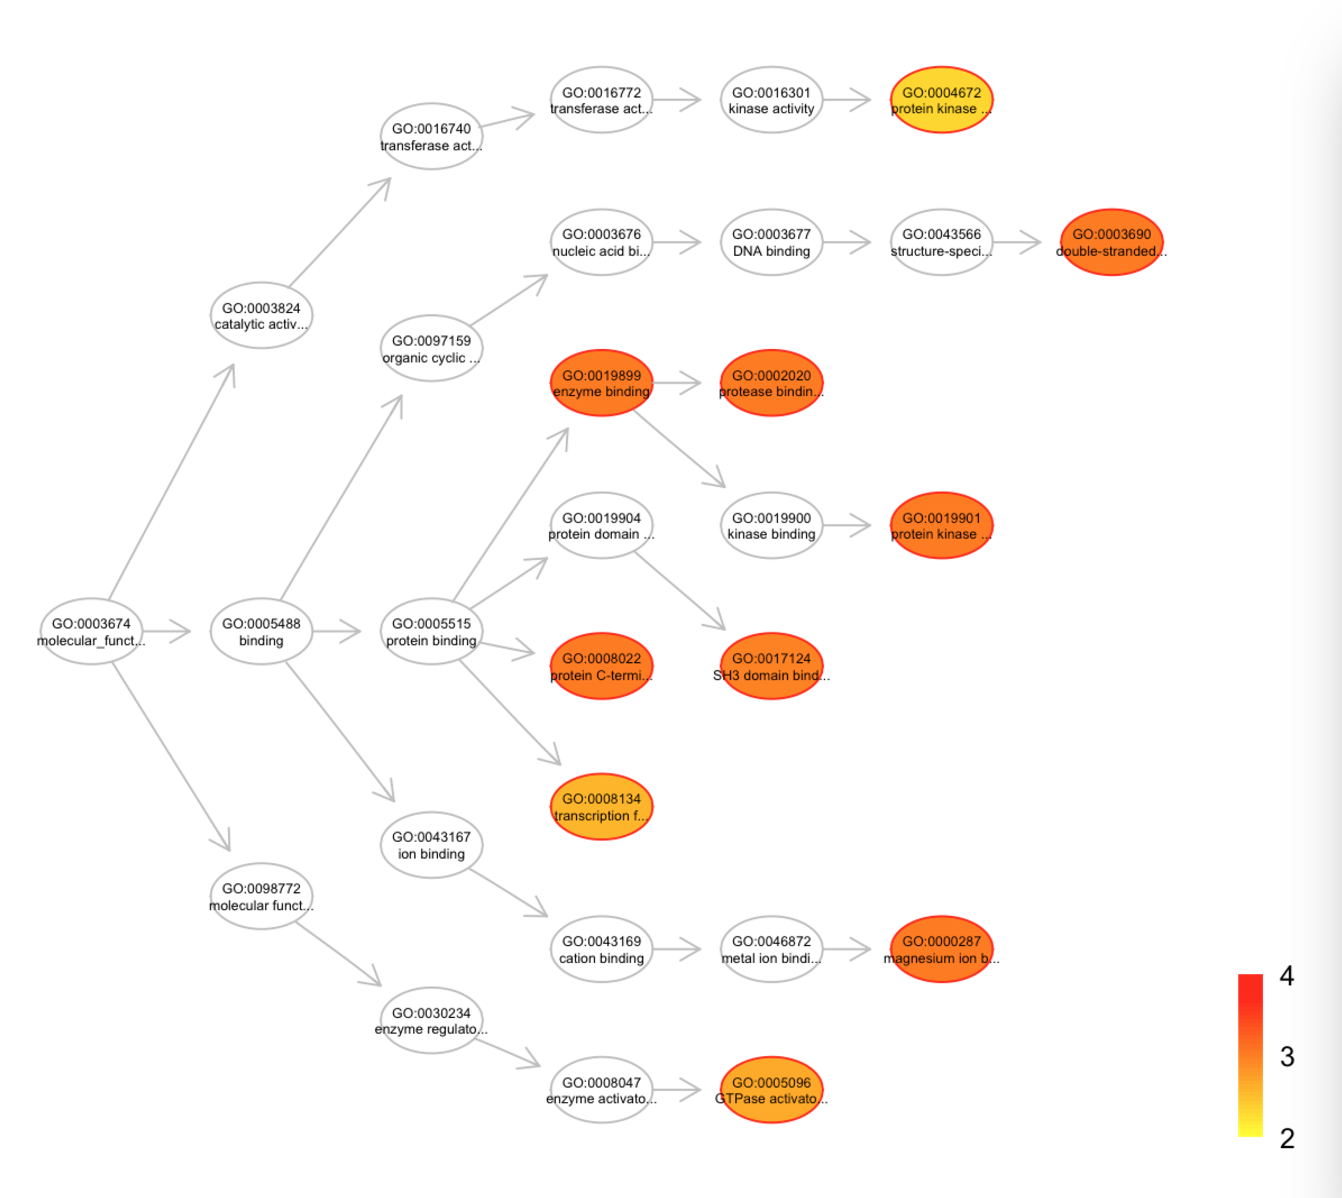 GO:0016772
transferase act...
GO:0016301
kinase activity
GO:0004672
protein kinase ...
GO:0016740
transferase act...
GO:0003676
nucleic acid bi...
GO:0003677
DNA binding
GO:0043566
structure-speci...
GO:0003690
double-stranded...
GO:0003824
catalytic activ...
GO:0097159
organic cyclic ...
GO:0019899
enzyme binding
GO:0002020
protease bindin...
GO:0019904
protein domain ...
GO:0019900
kinase binding
GO:0019901
protein kinase ...
GO:0003674
molecular_funct...
GO:0005488
binding
GO:0005515
protein binding
GO:0008022
protein C-termi...
GO:0017124
SH3 domain bind...
GO:0008134
transcription f...
GO:0043167
ion binding
GO:0098772
molecular funct...
GO:0043169
cation binding
GO:0046872
metal ion bindi...
GO:0000287
magnesium ion b...
GO:0030234
enzyme regulato...
GO:0008047
enzyme activato...
GO:0005096
GTPase activato...
4
3
2